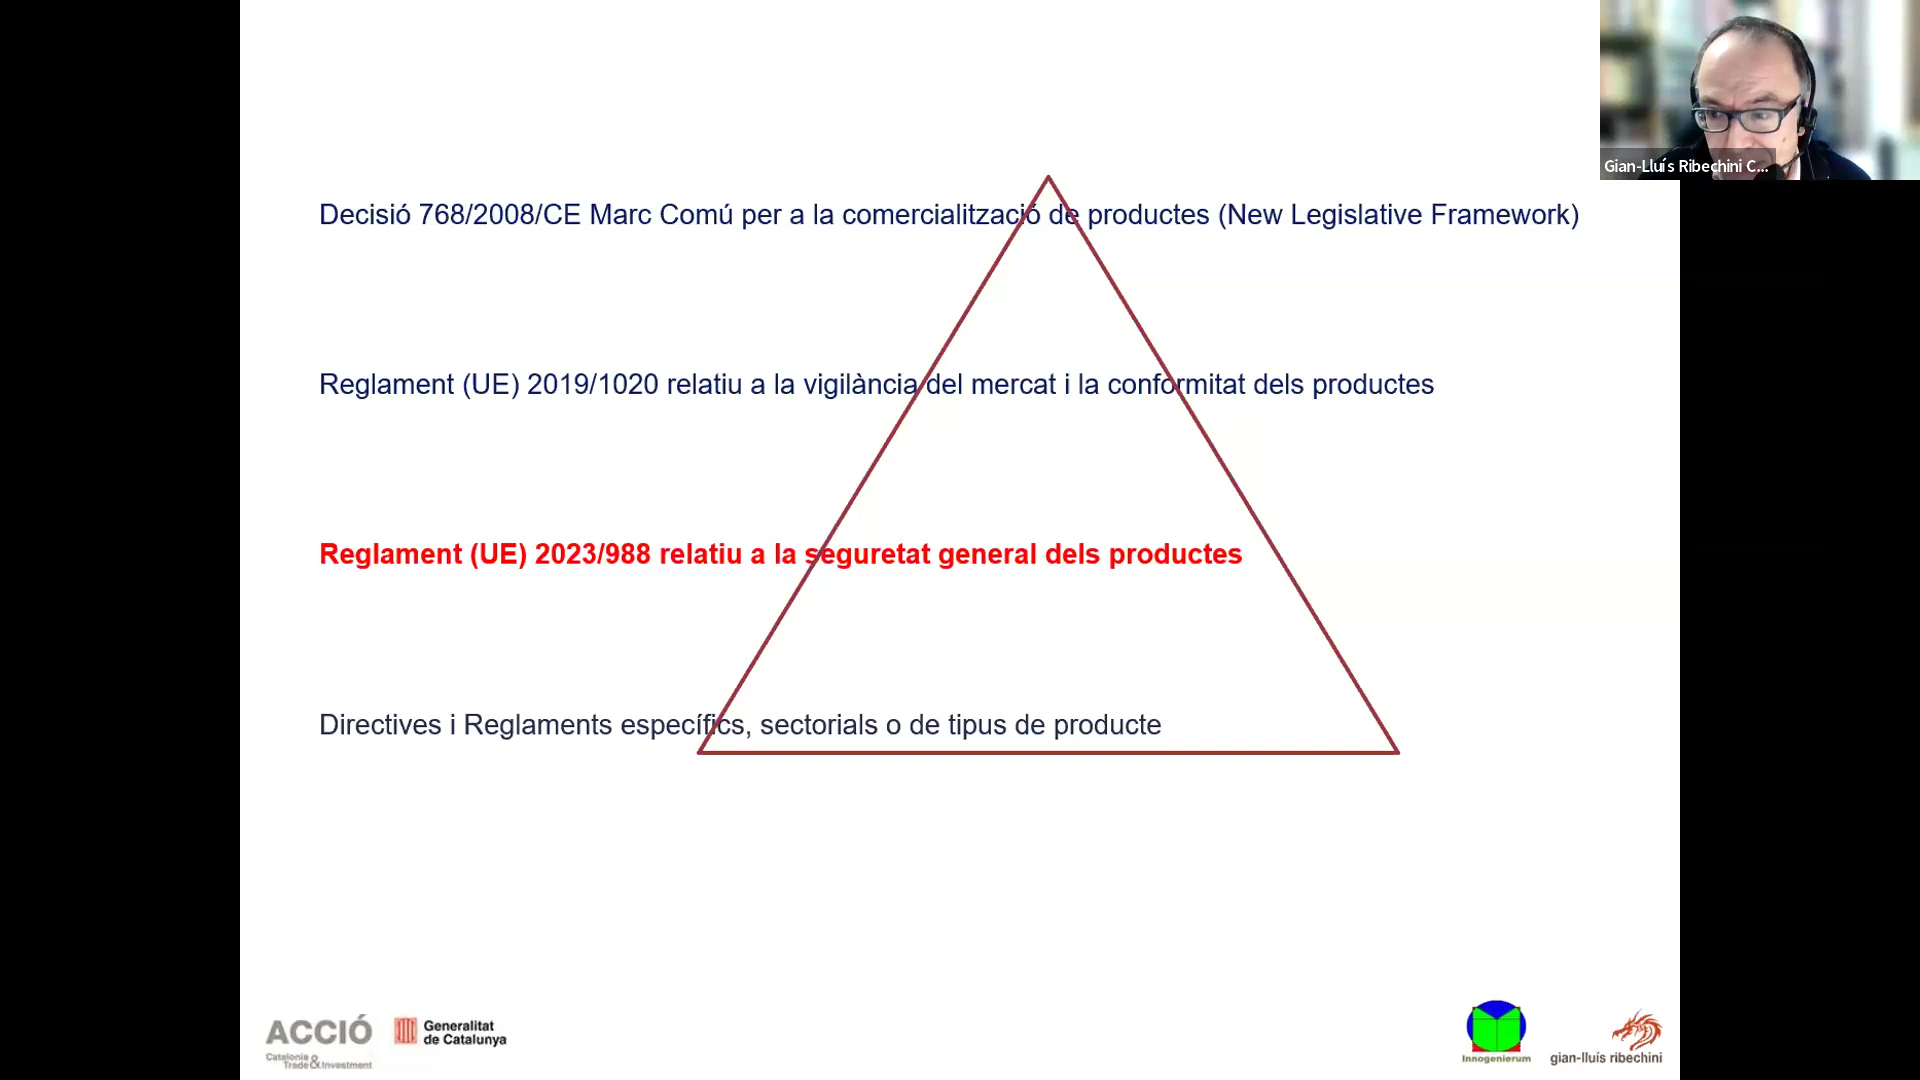 Gian-Lluís Ribechini C...
Decisió 768/2008/CE Marc Comú per a la comercialització de productes (New Legislative Framework)
Reglament (UE) 2019/1020 relatiu a la vigilància del mercat i la conformitat dels productes
Reglament (UE) 2023/988 relatiu a la seguretat general dels productes
Directives i Reglaments específics, sectorials o de tipus de producte
ACCIÓ
Catalonia
Trade & Investment
Generalitat
de Catalunya
Innogenierum
gian-lluís ribechini